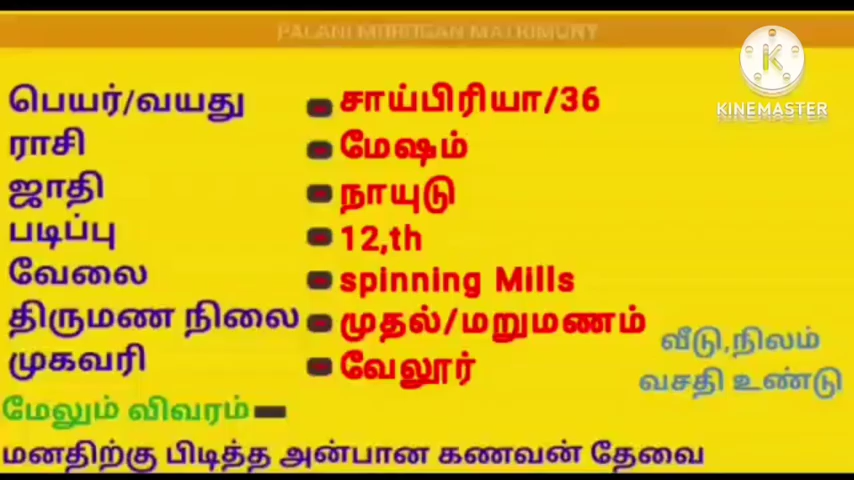 PALANI MURUGAN MATRIMONY
KINEMASTER
பெயர்/வயது - சாய்பிரியா/36
ராசி - மேஷம்
ஜாதி - நாயுடு
படிப்பு - 12,th
வேலை - spinning Mills
திருமண நிலை - முதல்/மறுமணம்
முகவரி - வேலூர்
வீடு,நிலம்
வசதி உண்டு
மேலும் விவரம்-
மனதிற்கு பிடித்த அன்பான கணவன் தேவை